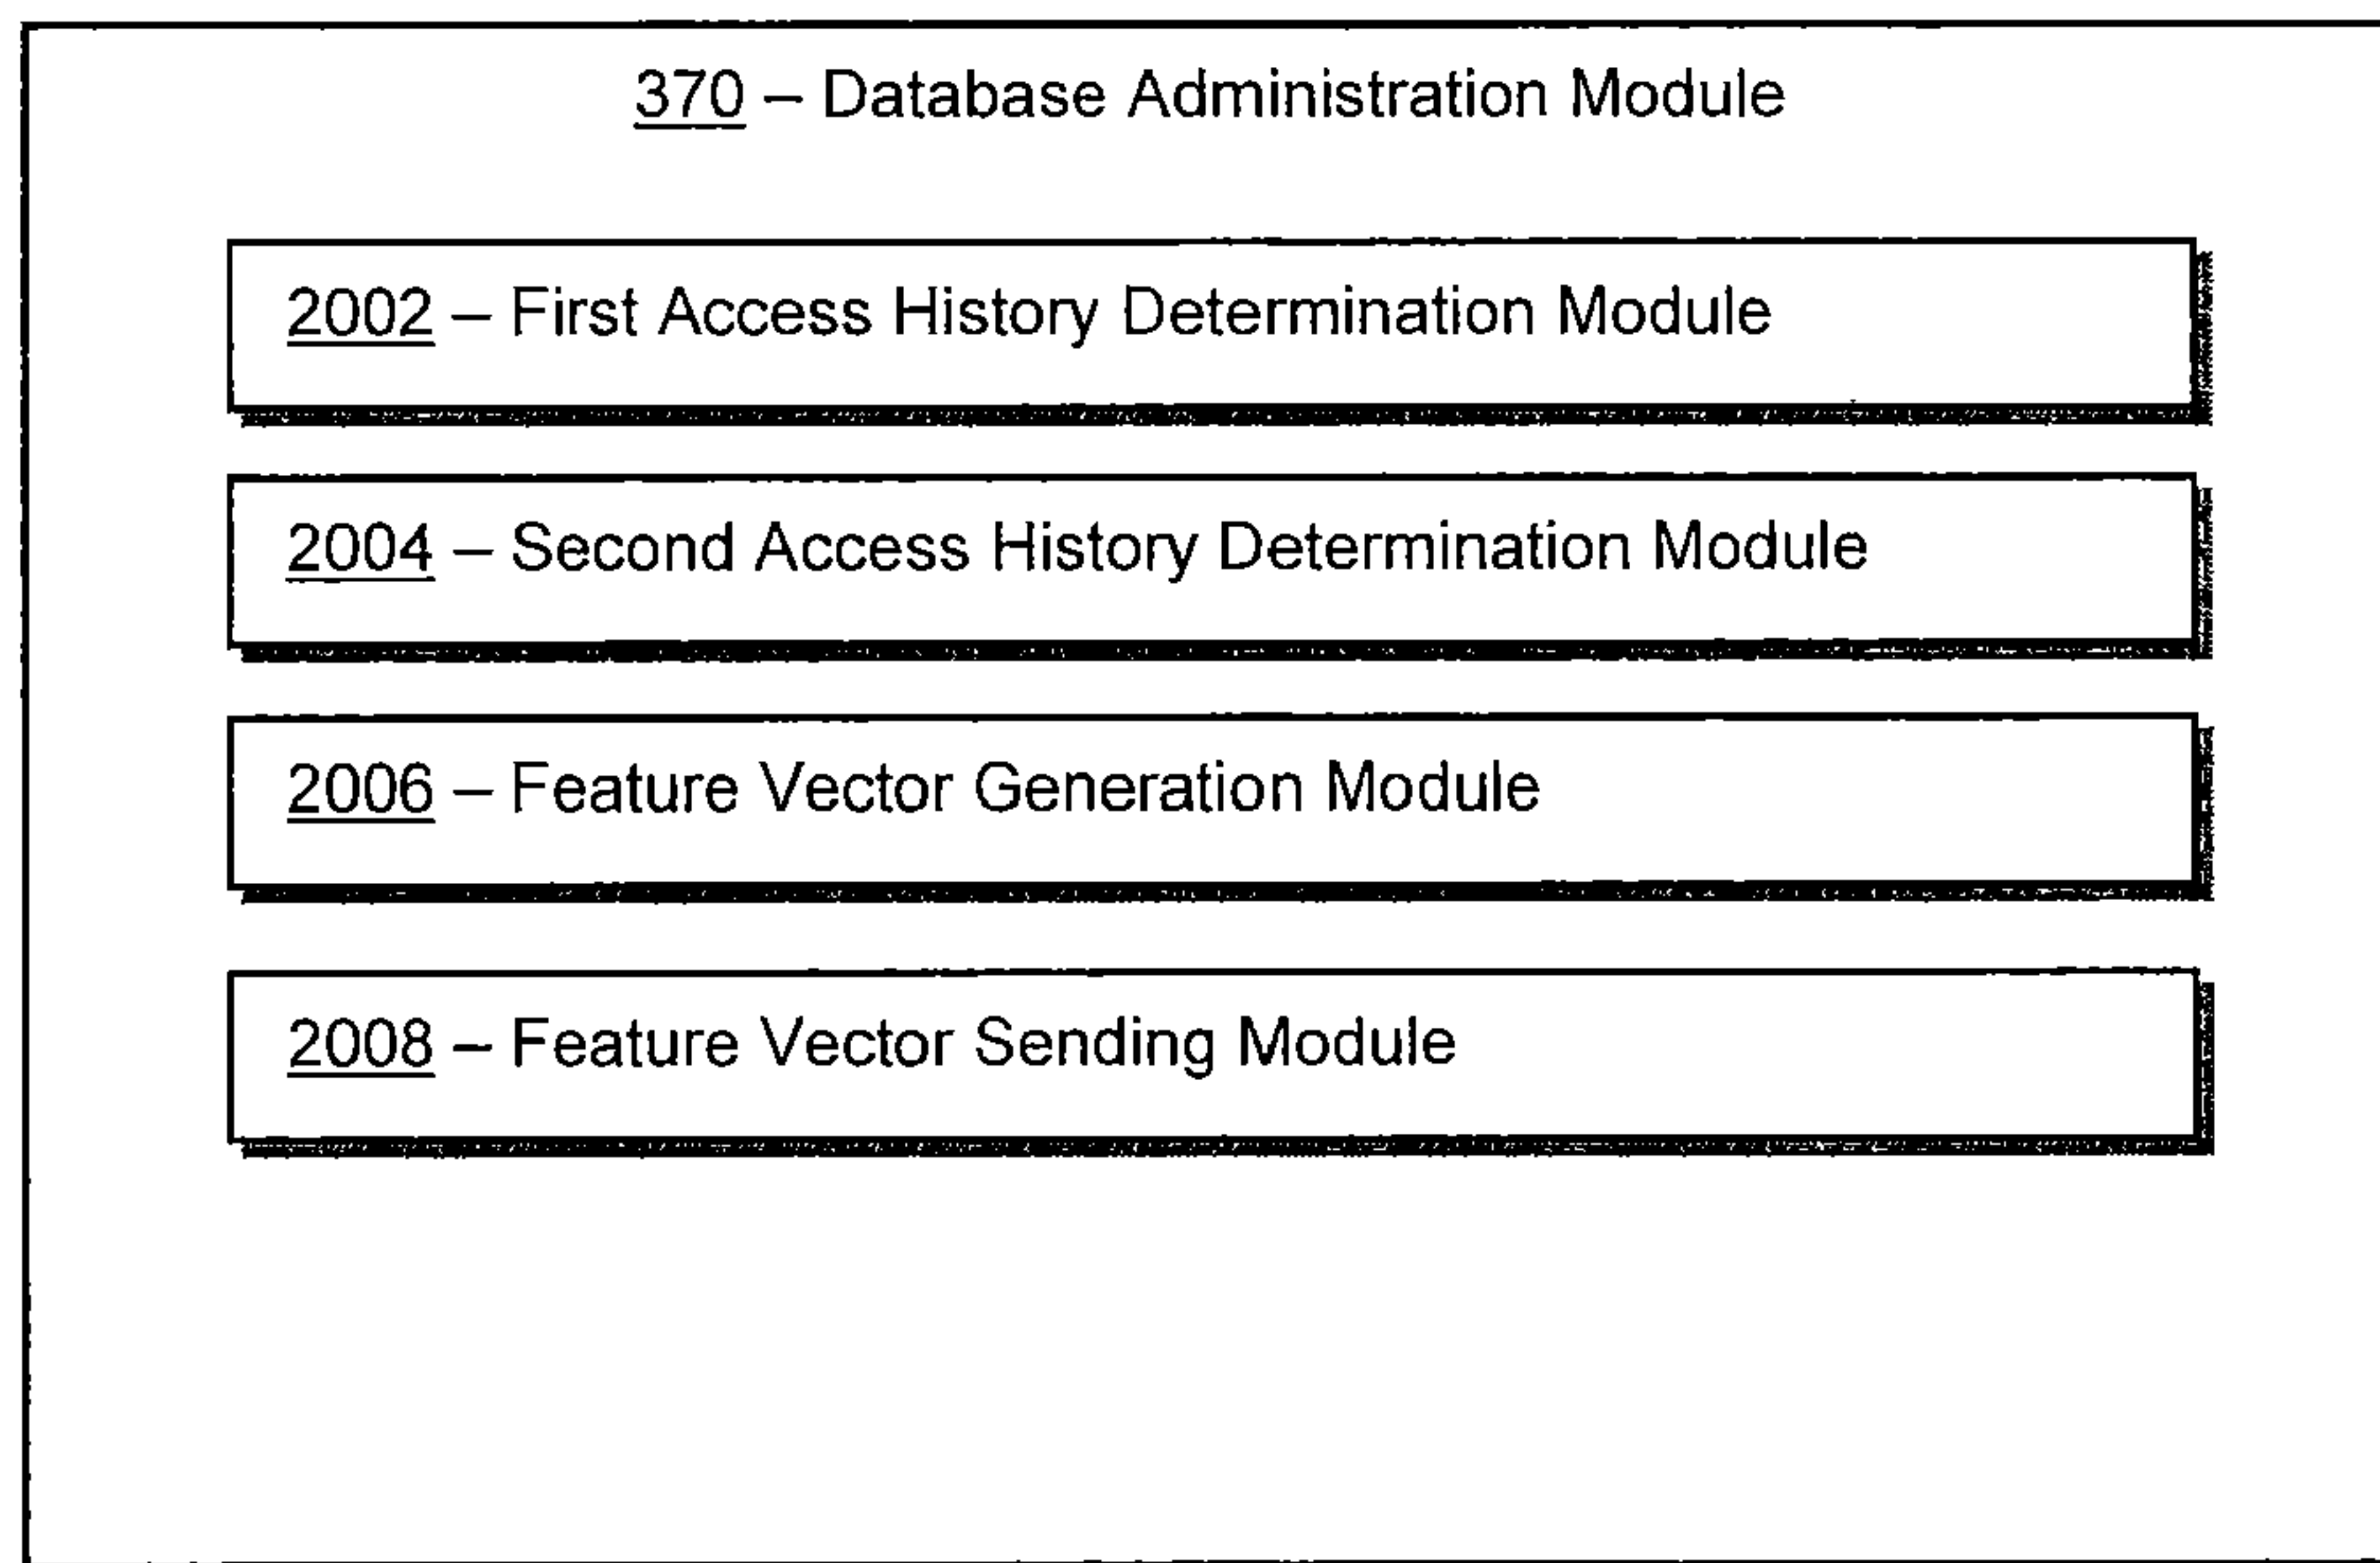 370 – Database Administration Module
2002 – First Access History Determination Module
2004 – Second Access History Determination Module
2006 – Feature Vector Generation Module
2008 – Feature Vector Sending Module